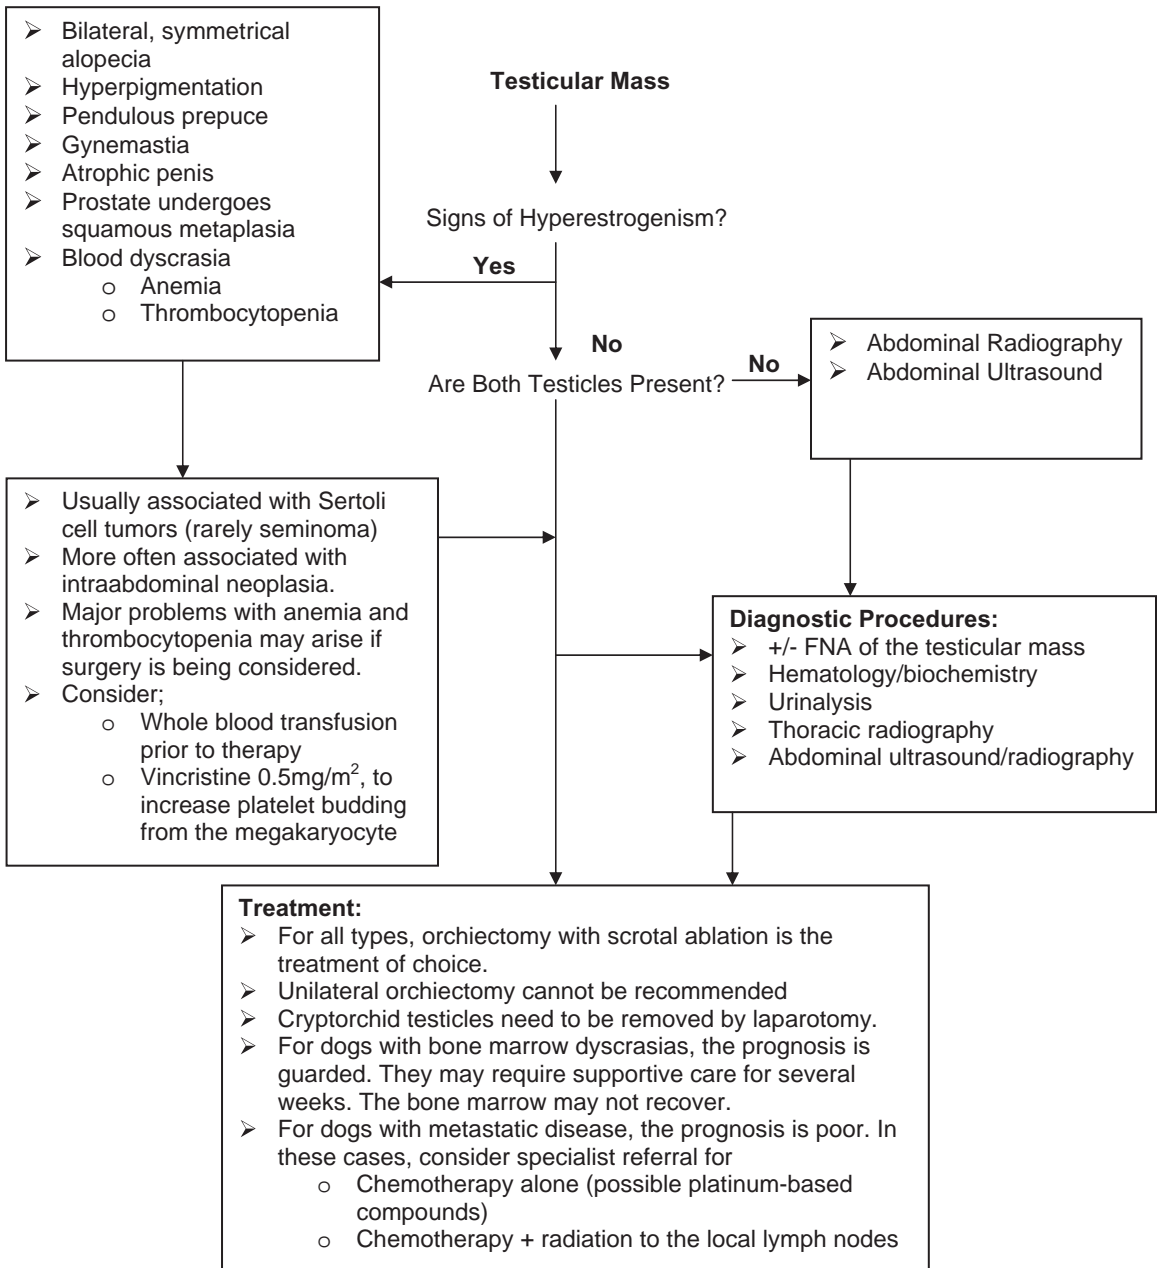 ➢ Bilateral, symmetrical
alopecia
➢ Hyperpigmentation
➢ Pendulous prepuce
➢ Gynemastia
➢ Atrophic penis
➢ Prostate undergoes
squamous metaplasia
➢ Blood dyscrasia
o Anemia
o Thrombocytopenia
Testicular Mass
Signs of Hyperestrogenism?
Yes
No
Are Both Testicles Present?
No
➢ Abdominal Radiography
➢ Abdominal Ultrasound
➢ Usually associated with Sertoli
cell tumors (rarely seminoma)
➢ More often associated with
intraabdominal neoplasia.
➢ Major problems with anemia and
thrombocytopenia may arise if
surgery is being considered.
➢ Consider;
o Whole blood transfusion
prior to therapy
o Vincristine 0.5mg/m², to
increase platelet budding
from the megakaryocyte
Diagnostic Procedures:
➢ +/- FNA of the testicular mass
➢ Hematology/biochemistry
➢ Urinalysis
➢ Thoracic radiography
➢ Abdominal ultrasound/radiography
Treatment:
➢ For all types, orchiectomy with scrotal ablation is the
treatment of choice.
➢ Unilateral orchiectomy cannot be recommended
➢ Cryptorchid testicles need to be removed by laparotomy.
➢ For dogs with bone marrow dyscrasias, the prognosis is
guarded. They may require supportive care for several
weeks. The bone marrow may not recover.
➢ For dogs with metastatic disease, the prognosis is poor. In
these cases, consider specialist referral for
o Chemotherapy alone (possible platinum-based
compounds)
o Chemotherapy + radiation to the local lymph nodes